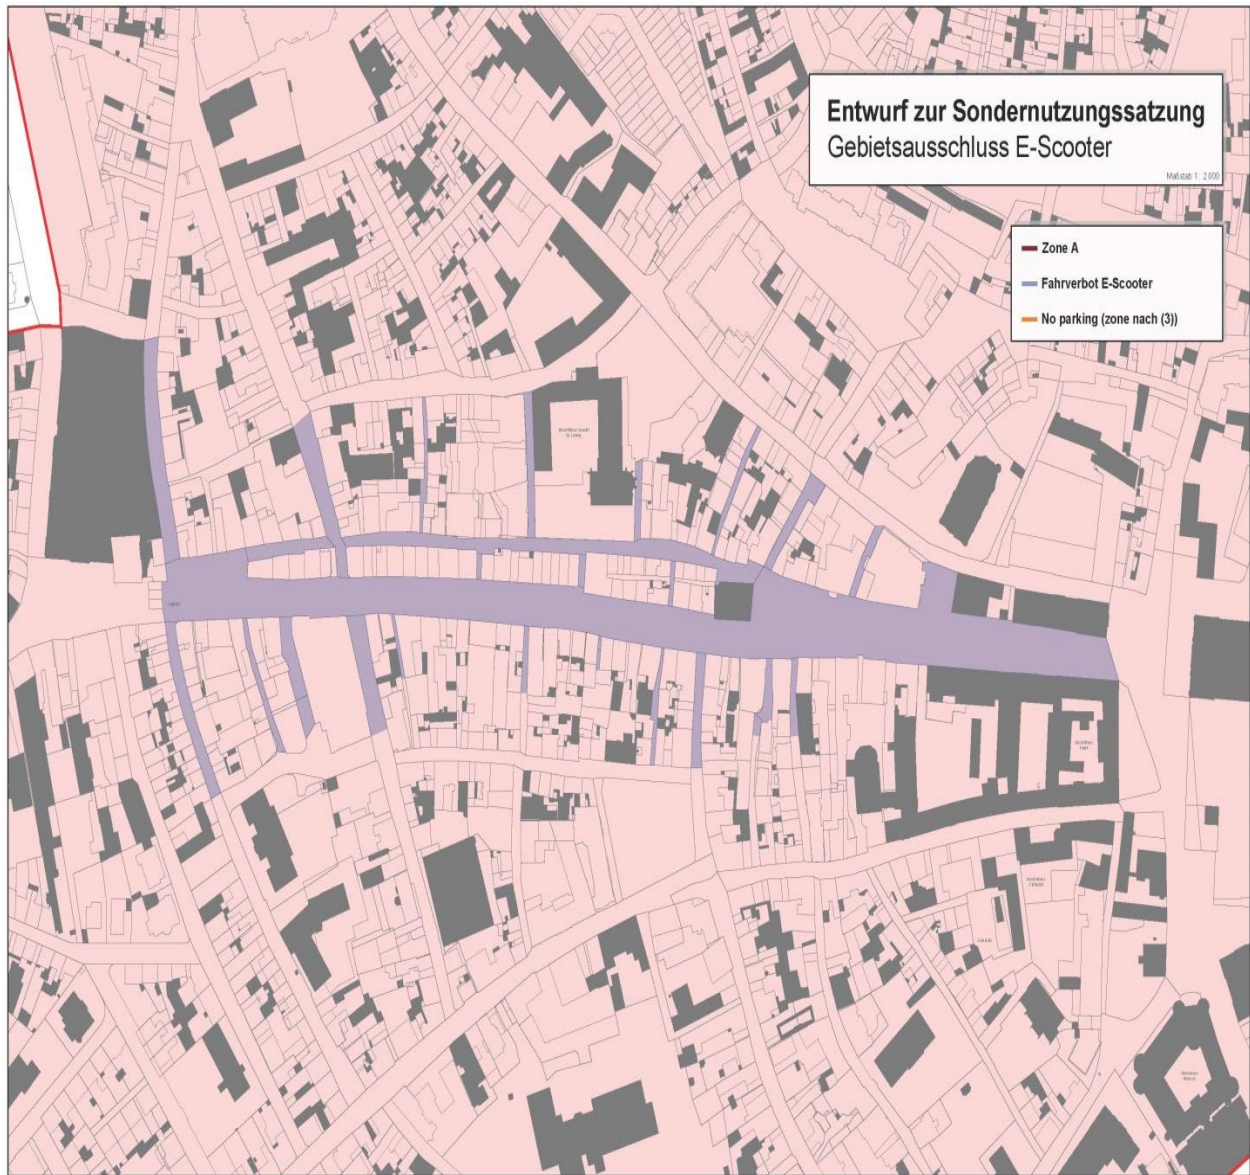 Entwurf zur Sondernutzungssatzung
Gebietsausschluss E-Scooter
Maßstab 1 : 2 000
Zone A
Fahrverbot E-Scooter
No parking (zone nach (3))